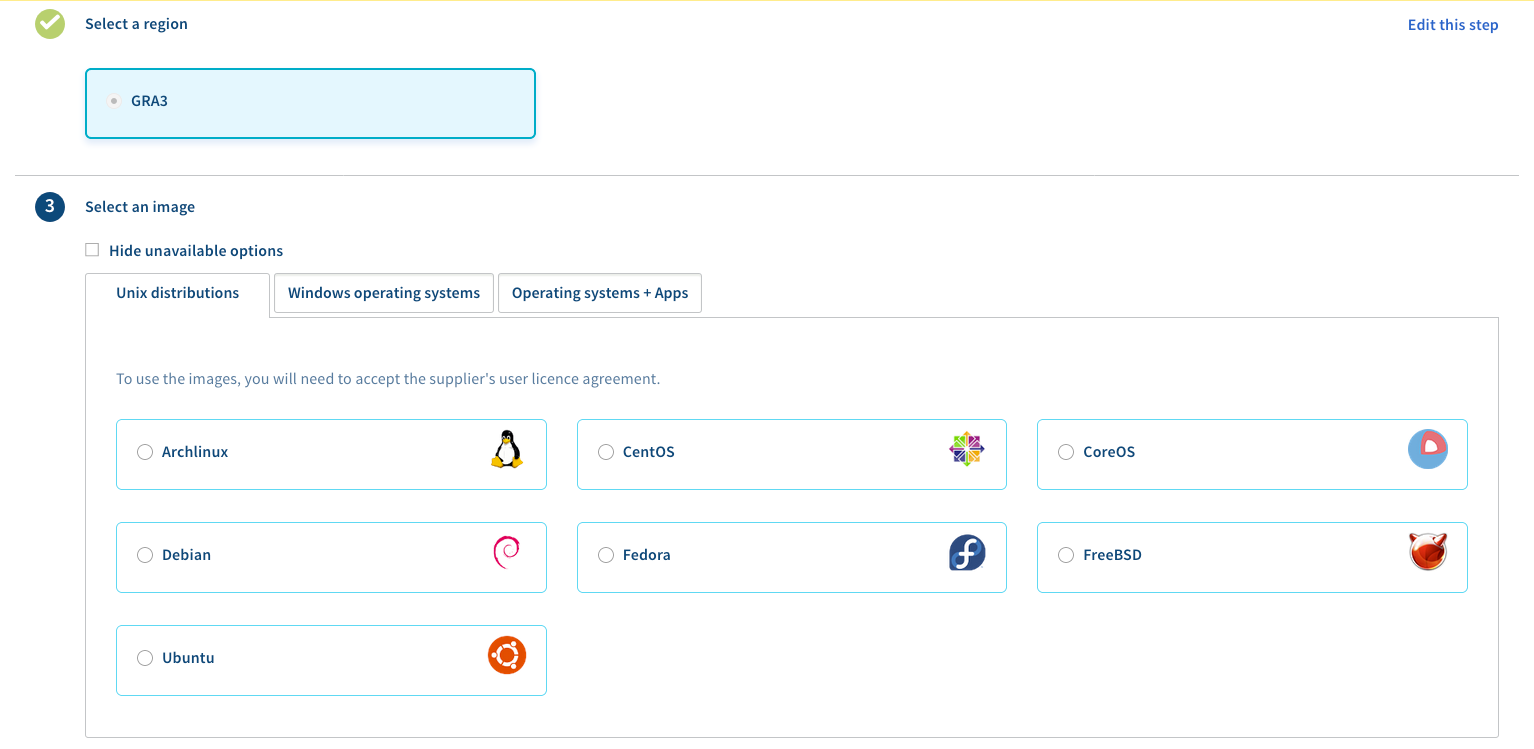 Select a region
Edit this step
GRA3
3
Select an image
Hide unavailable options
Unix distributions
Windows operating systems
Operating systems + Apps
To use the images, you will need to accept the supplier's user licence agreement.
Archlinux
CentOS
CoreOS
Debian
Fedora
FreeBSD
Ubuntu